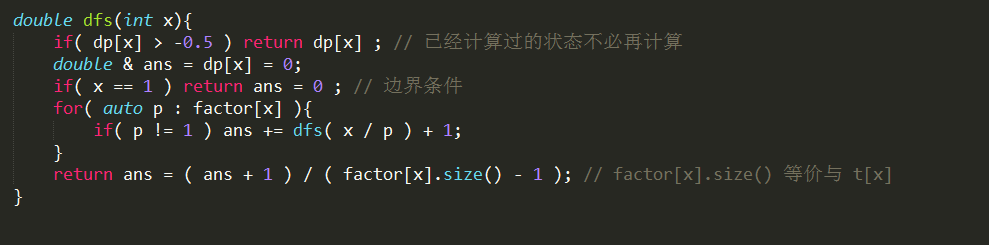 double dfs(int x){
    if( dp[x] > -0.5 ) return dp[x] ; // 已经计算过的状态不必再计算
    double & ans = dp[x] = 0;
    if( x == 1 ) return ans = 0 ; // 边界条件
    for( auto p : factor[x] ){
        if( p != 1 ) ans += dfs( x / p ) + 1;
    }
    return ans = ( ans + 1 ) / ( factor[x].size() - 1 ); // factor[x].size() 等价与 t[x]
}